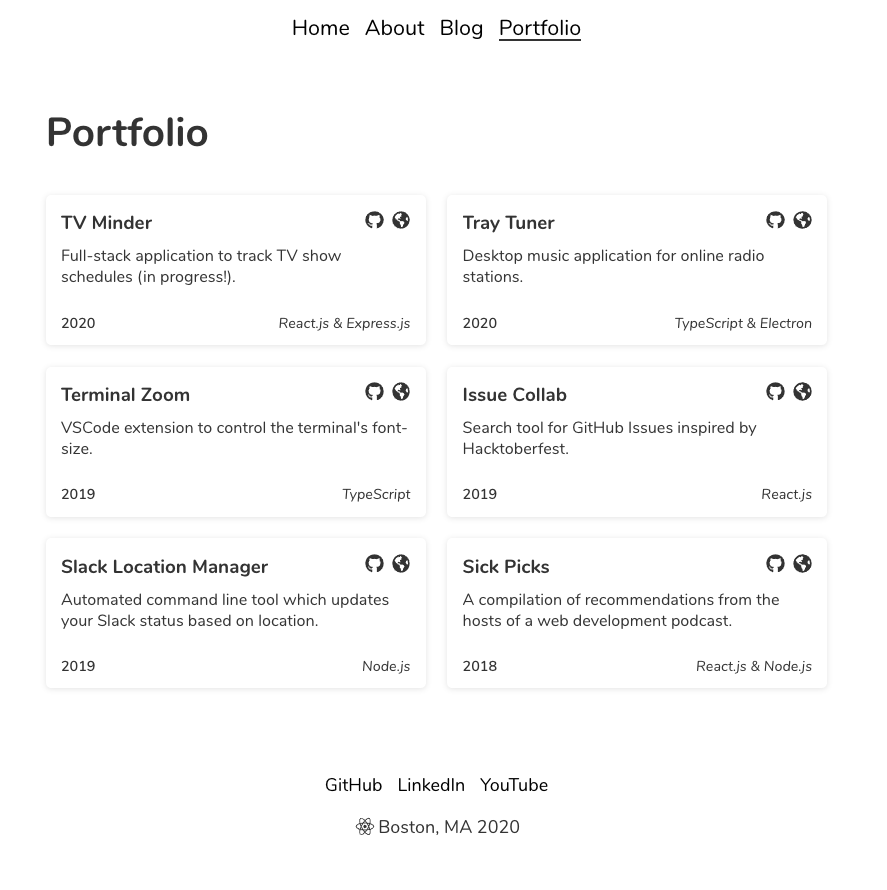 Home About Blog Portfolio
Portfolio
TV Minder
Full-stack application to track TV show
schedules (in progress!).
2020 React.js & Express.js
Tray Tuner
Desktop music application for online radio
stations.
2020 TypeScript & Electron
Terminal Zoom
VSCode extension to control the terminal's font-
size.
2019 TypeScript
Issue Collab
Search tool for GitHub Issues inspired by
Hacktoberfest.
2019 React.js
Slack Location Manager
Automated command line tool which updates
your Slack status based on location.
2019 Node.js
Sick Picks
A compilation of recommendations from the
hosts of a web development podcast.
2018 React.js & Node.js
GitHub LinkedIn YouTube
Boston, MA 2020